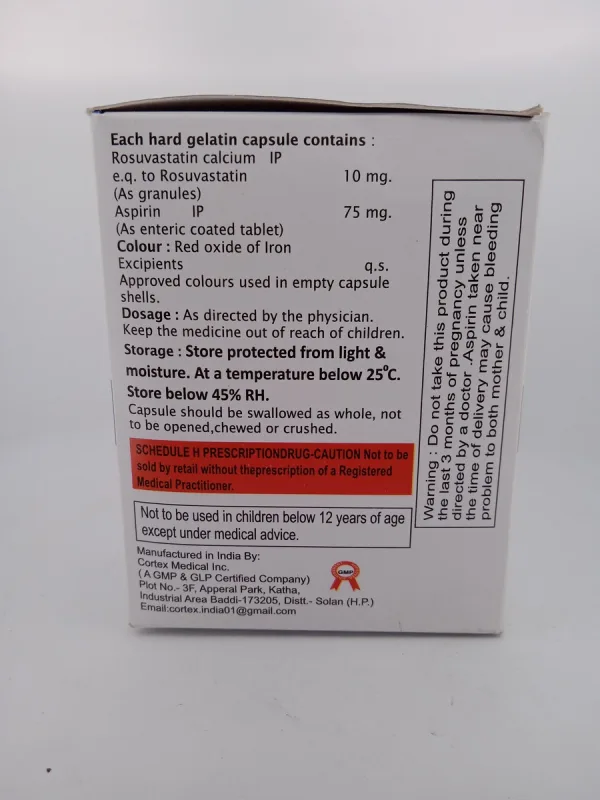 Each hard gelatin capsule contains :
Rosuvastatin calcium IP
e.q. to Rosuvastatin 10 mg.
(As granules)
Aspirin IP 75 mg.
(As enteric coated tablet)
Colour : Red oxide of Iron
Excipients q.s.
Approved colours used in empty capsule
shells.
Dosage : As directed by the physician.
Keep the medicine out of reach of children.
Storage : Store protected from light &
moisture. At a temperature below 25°C.
Store below 45% RH.
Capsule should be swallowed as whole, not
to be opened,chewed or crushed.
SCHEDULE H PRESCRIPTIONDRUG-CAUTION Not to be
sold by retail without theprescription of a Registered
Medical Practitioner.
Not to be used in children below 12 years of age
except under medical advice.
Manufactured in India By:
Cortex Medical Inc.
( A GMP & GLP Certified Company)
Plot No.- 3F, Apperal Park, Katha,
Industrial Area Baddi-173205, Distt.- Solan (H.P.)
Email:cortex.india01@gmail.com
GMP
Warning : Do not take this product during
the last 3 months of pregnancy unless
directed by a doctor .Aspirin taken near
the time of delivery may cause bleeding
problem to both mother & child.